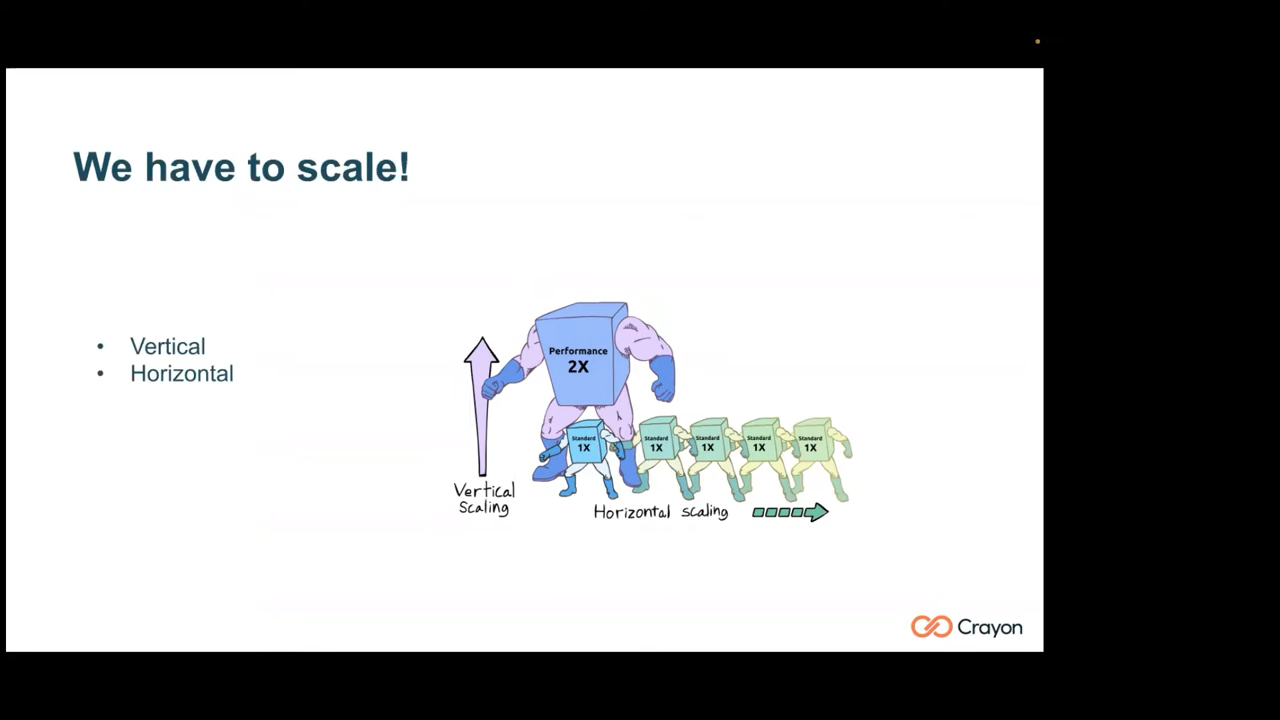 We have to scale!
• Vertical
• Horizontal
Performance
2X
Standard
1X
Standard
1X
Standard
1X
Standard
1X
Standard
1X
Vertical
Scaling
Horizontal scaling
Crayon